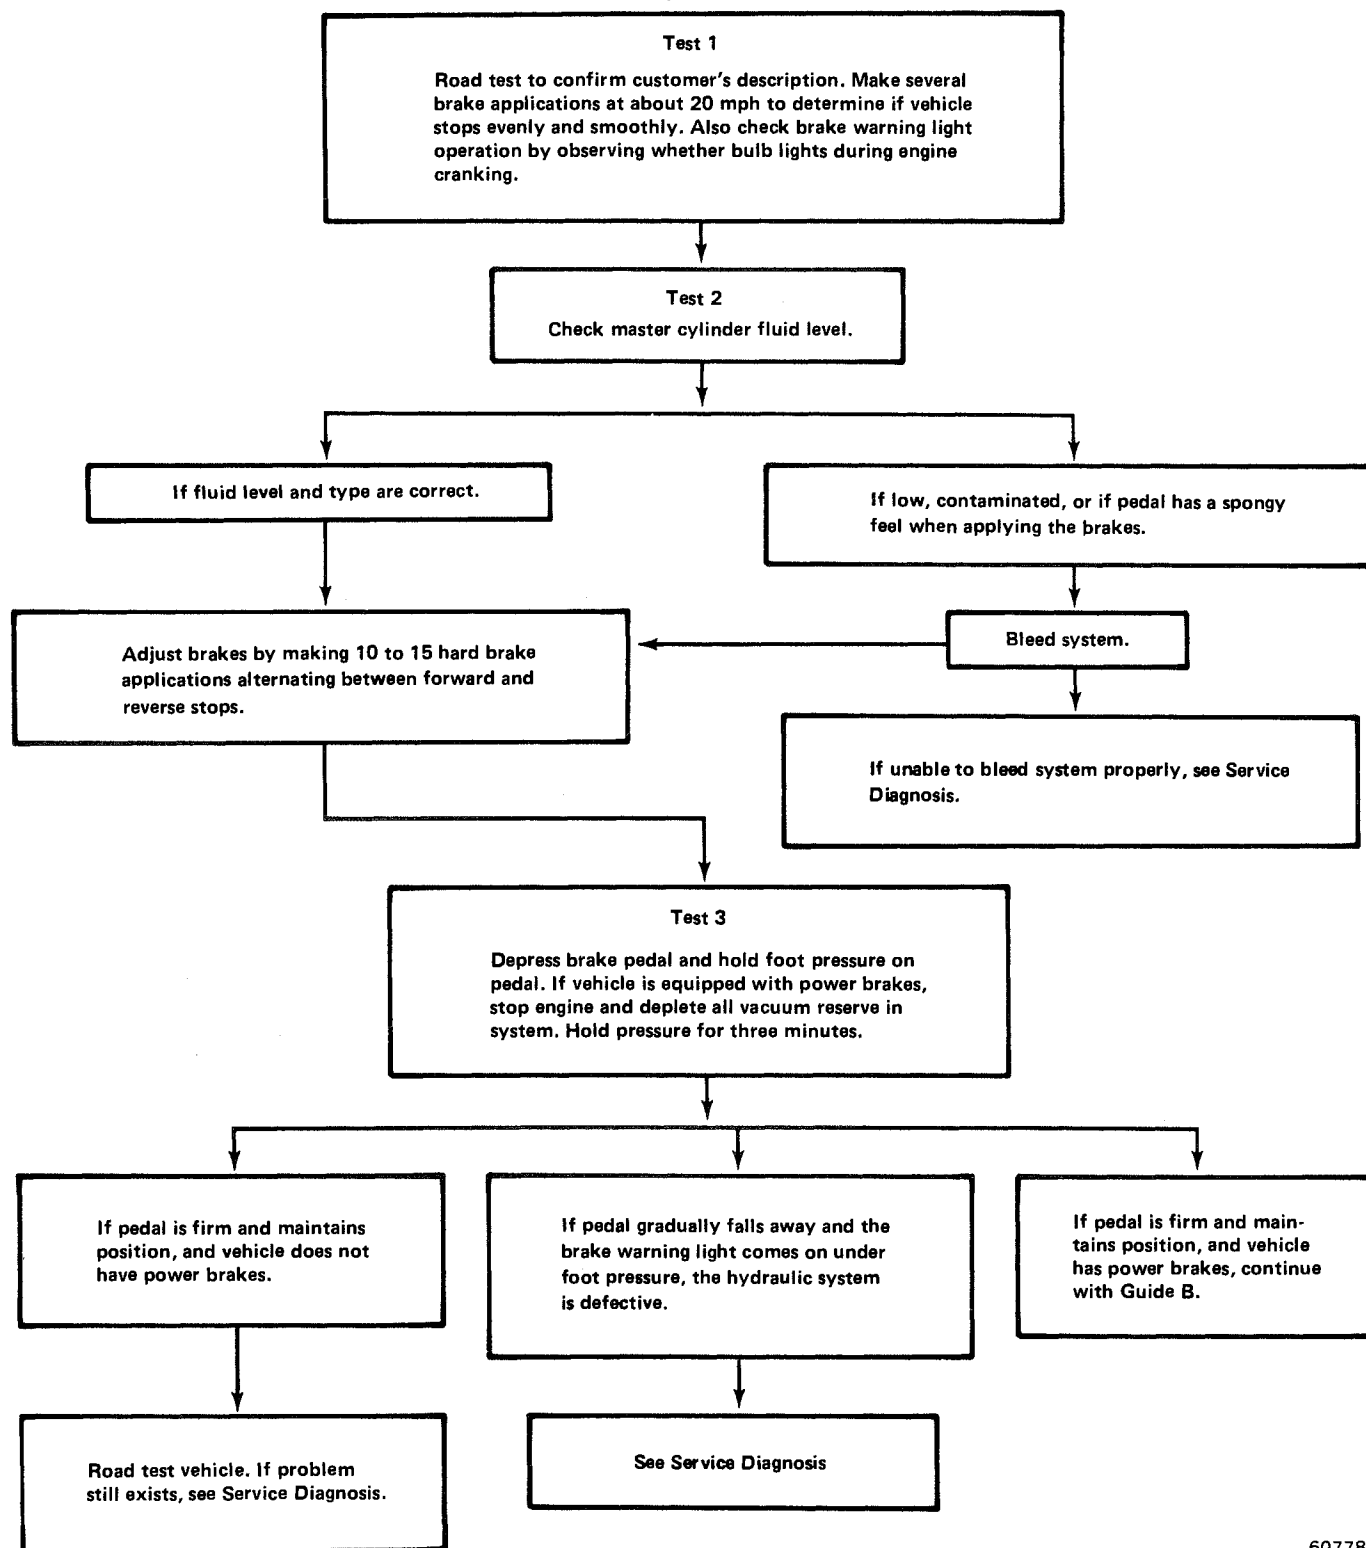 Test 1
Road test to confirm customer's description. Make several
brake applications at about 20 mph to determine if vehicle
stops evenly and smoothly. Also check brake warning light
operation by observing whether bulb lights during engine
cranking.
Test 2
Check master cylinder fluid level.
If fluid level and type are correct.
If low, contaminated, or if pedal has a spongy
feel when applying the brakes.
Adjust brakes by making 10 to 15 hard brake
applications alternating between forward and
reverse stops.
Bleed system.
If unable to bleed system properly, see Service
Diagnosis.
Test 3
Depress brake pedal and hold foot pressure on
pedal. If vehicle is equipped with power brakes,
stop engine and deplete all vacuum reserve in
system. Hold pressure for three minutes.
If pedal is firm and maintains
position, and vehicle does not
have power brakes.
If pedal gradually falls away and the
brake warning light comes on under
foot pressure, the hydraulic system
is defective.
If pedal is firm and main-
tains position, and vehicle
has power brakes, continue
with Guide B.
Road test vehicle. If problem
still exists, see Service Diagnosis.
See Service Diagnosis
60778